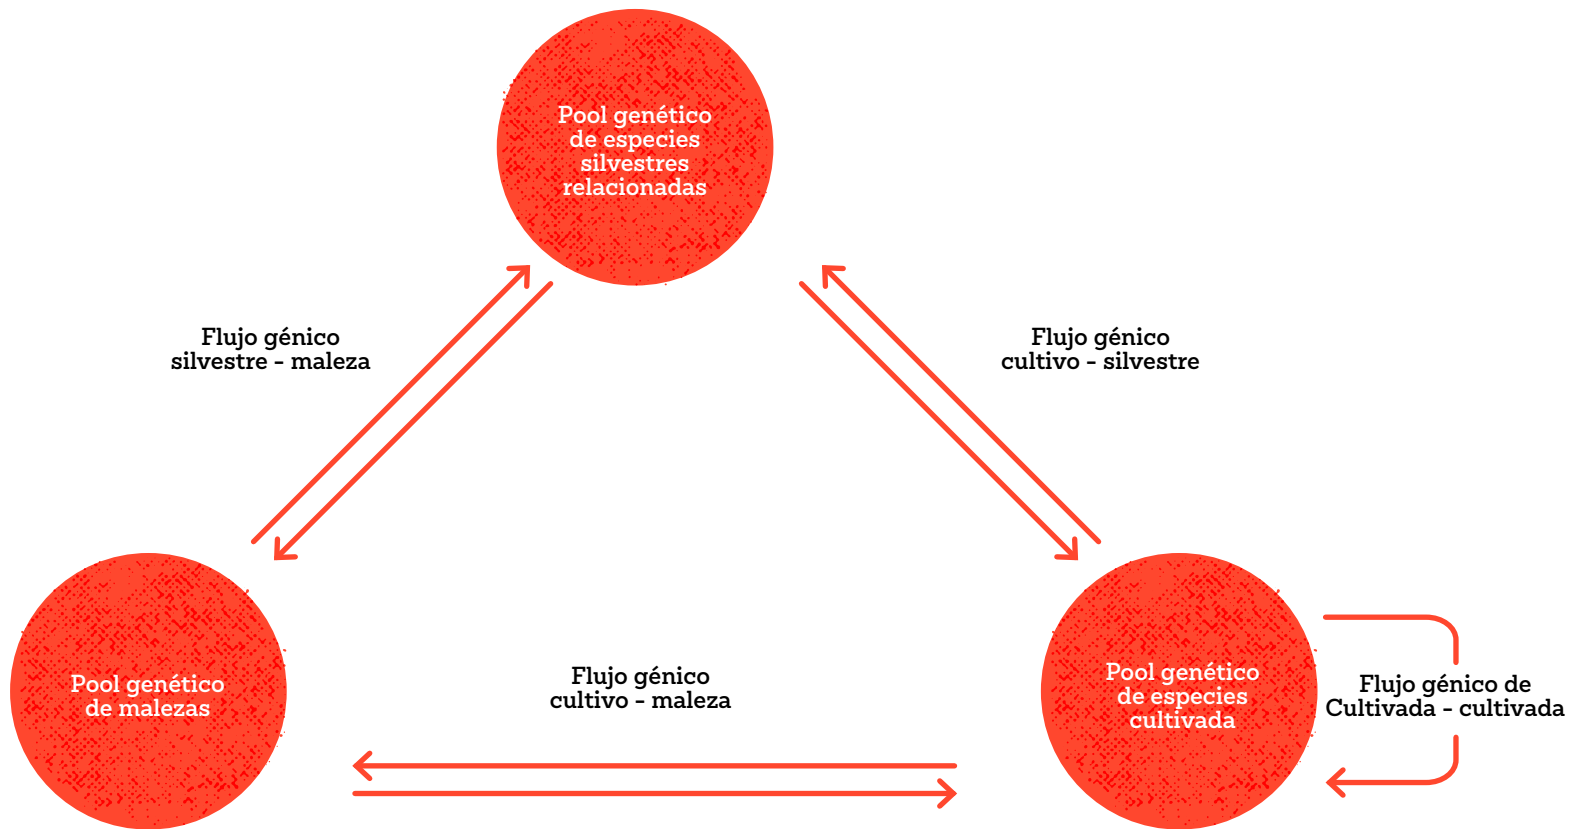 Pool genético
de especies
silvestres
relacionadas
Flujo génico
silvestre - maleza
Flujo génico
cultivo - silvestre
Pool genético
de malezas
Flujo génico
cultivo - maleza
Pool genético
de especies
cultivada
Flujo génico de
Cultivada - cultivada